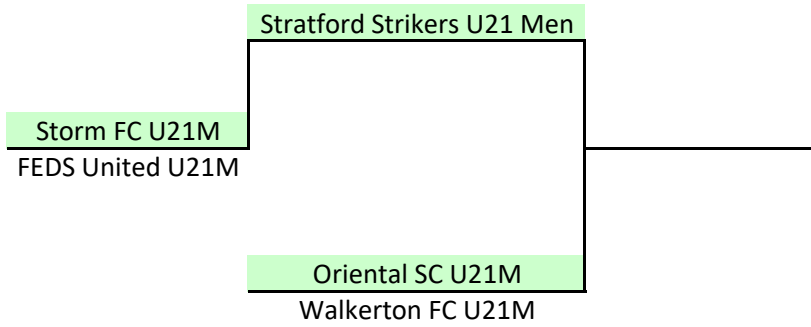 Stratford Strikers U21 Men
Storm FC U21M
FEDS United U21M
Oriental SC U21M
Walkerton FC U21M